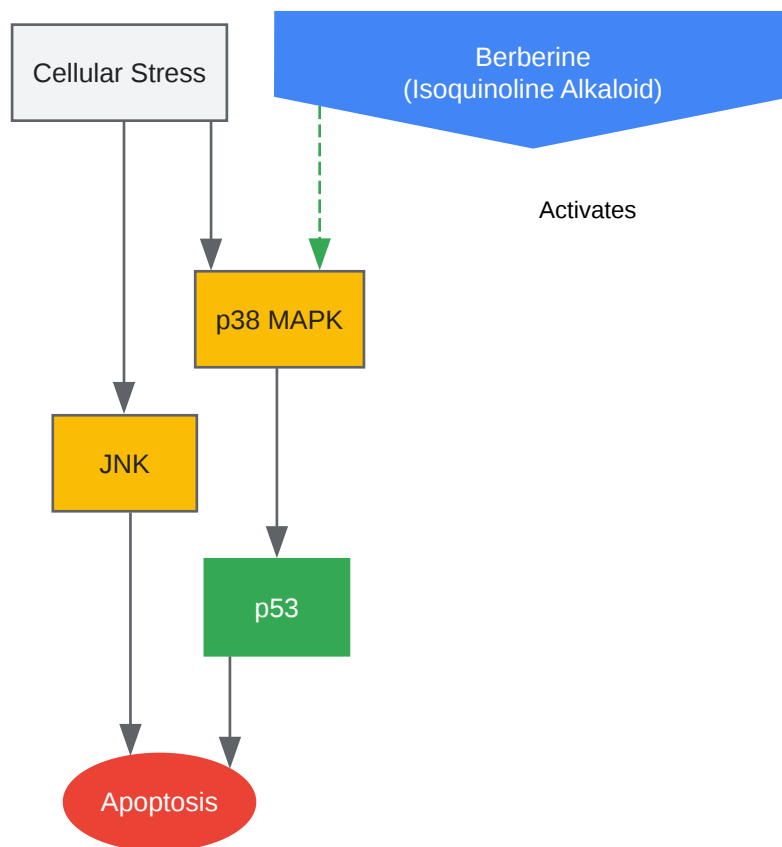 Cellular Stress
Berberine
(Isoquinoline Alkaloid)
Activates
p38 MAPK
JNK
p53
Apoptosis